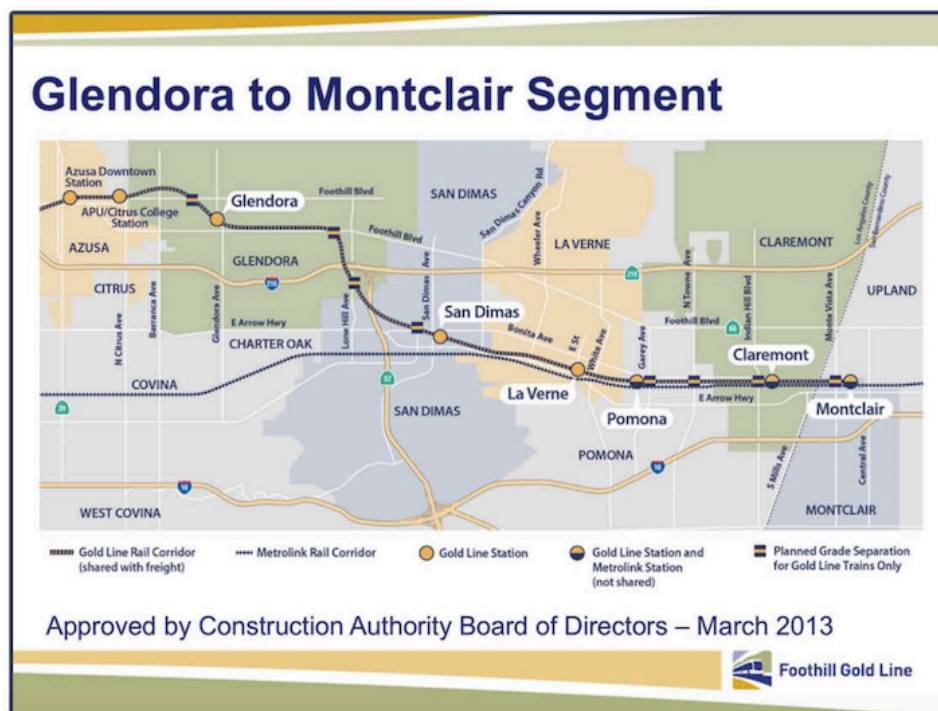 Glendora to Montclair Segment
Azusa Downtown
Station
APU/Citrus College
Station
Glendora
Foothill Blvd
SAN DIMAS
San Dimas Canyon Rd
Wheeler Ave
Los Angeles County
San Bernardino County
AZUSA
GLENDORA
210
Foothill Blvd
LA VERNE
210
CLAREMONT
CITRUS
N Citrus Ave
Barranca Ave
Glendora Ave
E Arrow Hwy
CHARTER OAK
Lone Hill Ave
San Dimas Ave
San Dimas
Bonita Ave
E St
White Ave
Garey Ave
N Towne Ave
Foothill Blvd
66
Indian Hill Blvd
Monte Vista Ave
UPLAND
COVINA
39
57
SAN DIMAS
La Verne
Pomona
Claremont
E Arrow Hwy
Montclair
POMONA
10
S Mills Ave
Central Ave
WEST COVINA
10
MONTCLAIR
Gold Line Rail Corridor
(shared with freight)
Metrolink Rail Corridor
Gold Line Station
Gold Line Station and
Metrolink Station
(not shared)
Planned Grade Separation
for Gold Line Trains Only
Approved by Construction Authority Board of Directors – March 2013
Foothill Gold Line